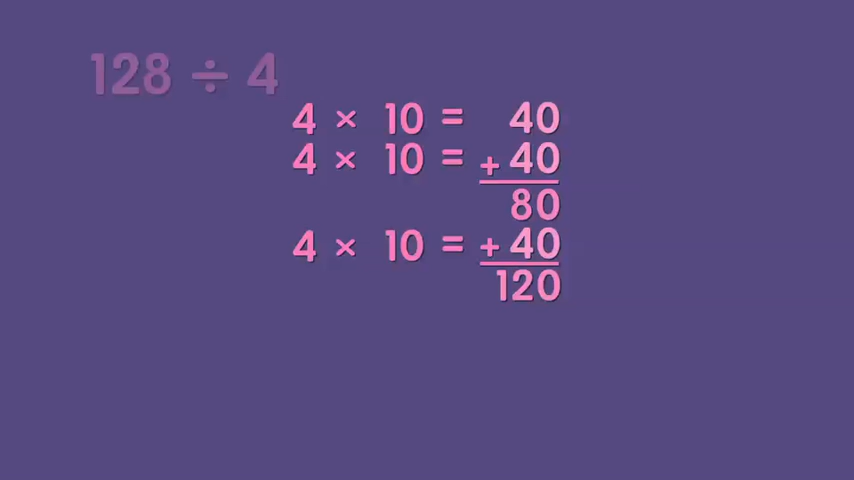 128 ÷ 4
4 × 10 = 40
4 × 10 = + 40
80
4 × 10 = + 40
120